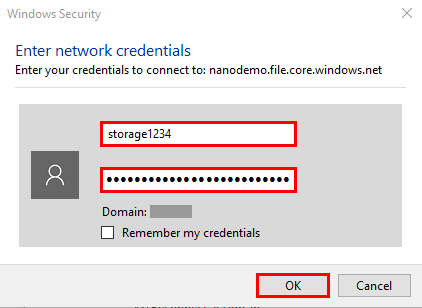 Windows Security
Enter network credentials
Enter your credentials to connect to: nanodemo.file.core.windows.net
storage1234
Domain:
Remember my credentials
OK
Cancel